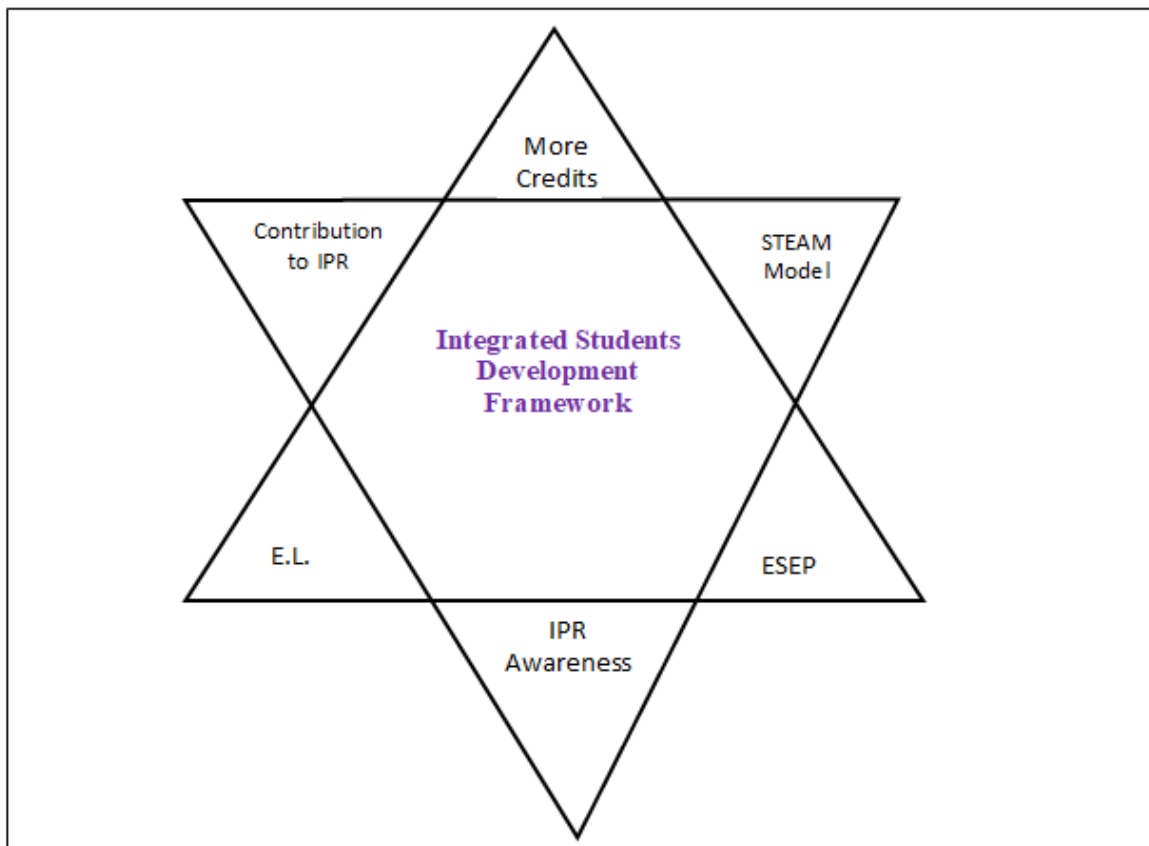 More
Credits
Contribution
to IPR
STEAM
Model
Integrated Students
Development
Framework
E.L.
ESEP
IPR
Awareness